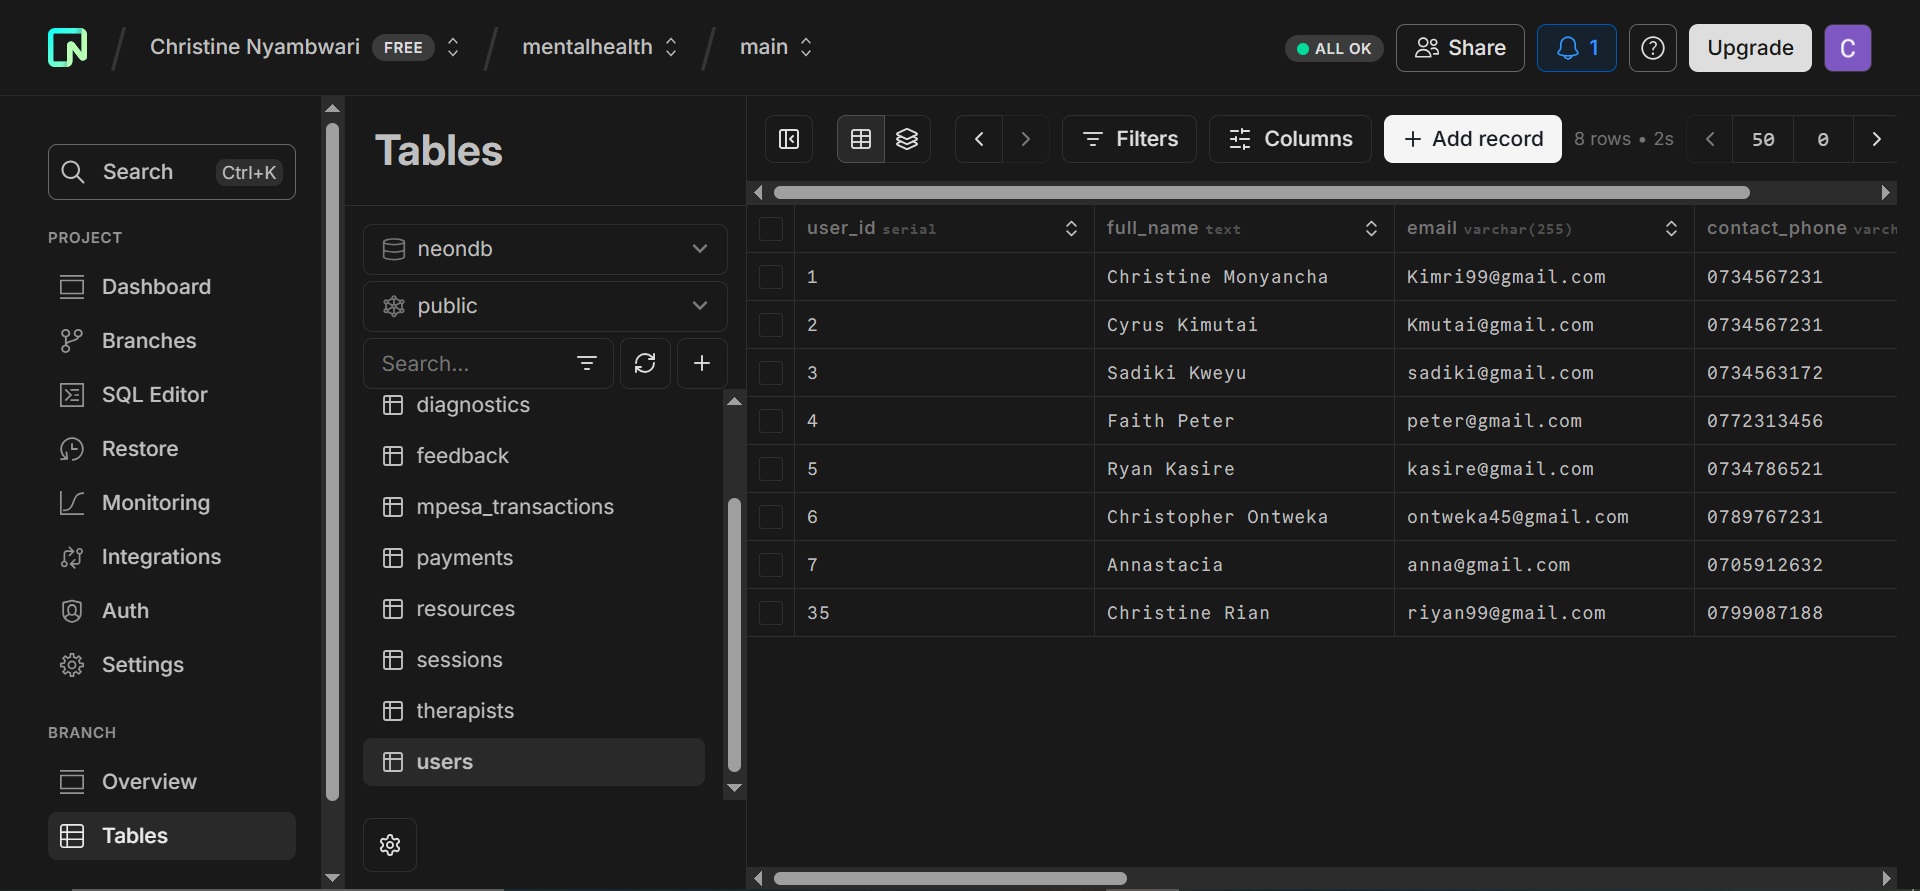 Christine Nyambwari FREE mentalhealth main ALL OK Share 1 Upgrade C
Search Ctrl+K
PROJECT
Dashboard
Branches
SQL Editor
Restore
Monitoring
Integrations
Auth
Settings
BRANCH
Overview
Tables
Tables
neondb
public
Search...
diagnostics
feedback
mpesa_transactions
payments
resources
sessions
therapists
users
Filters Columns Add record 8 rows • 2s 50 0
user_id serial full_name text email varchar(255) contact_phone varch
1 Christine Monyancha Kimri99@gmail.com 0734567231
2 Cyrus Kimutai Kmutai@gmail.com 0734567231
3 Sadiki Kweyu sadiki@gmail.com 0734563172
4 Faith Peter peter@gmail.com 0772313456
5 Ryan Kasire kasire@gmail.com 0734786521
6 Christopher Ontweka ontweka45@gmail.com 0789767231
7 Annastacia anna@gmail.com 0705912632
35 Christine Rian riyan99@gmail.com 0799087188